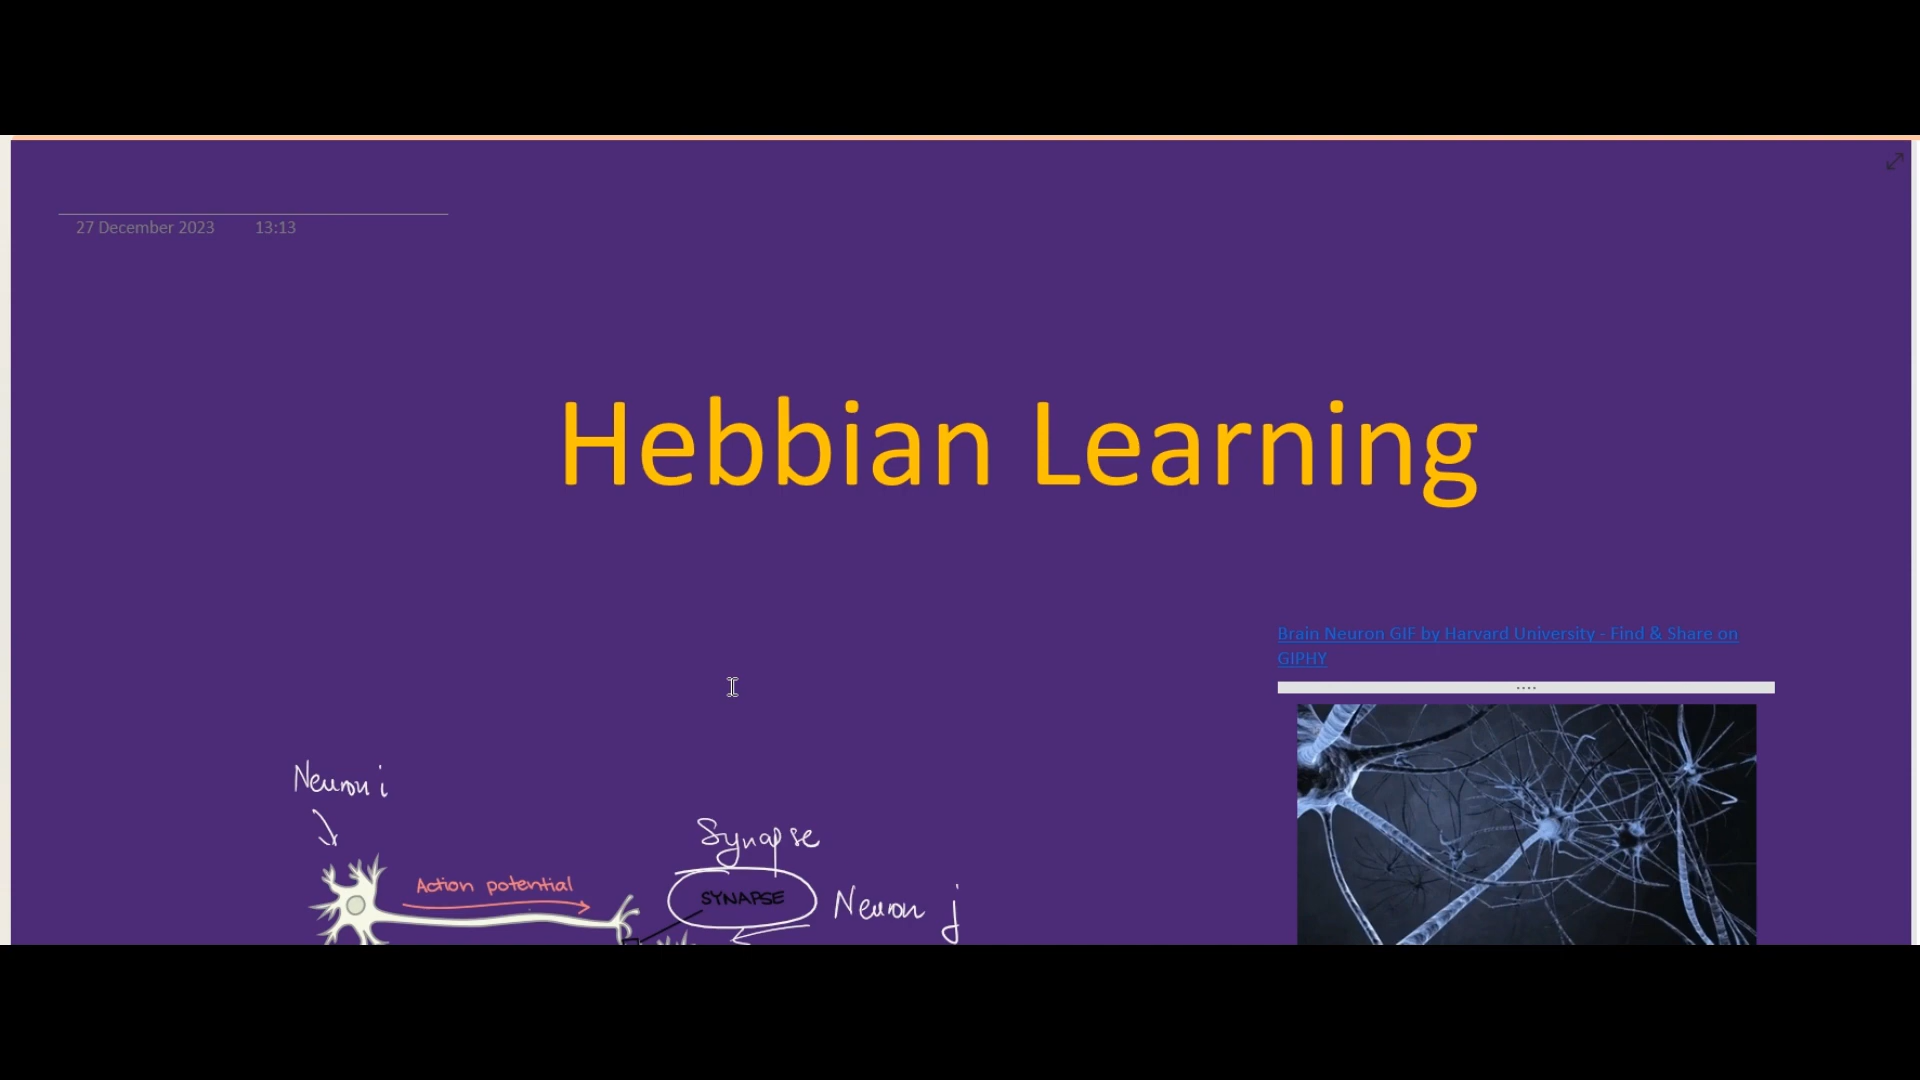 27 December 2023 13:13
Hebbian Learning
Brain Neuron GIF by Harvard University - Find & Share on
GIPHY
Neuron i
Synapse
Action potential
SYNAPSE
Neuron j